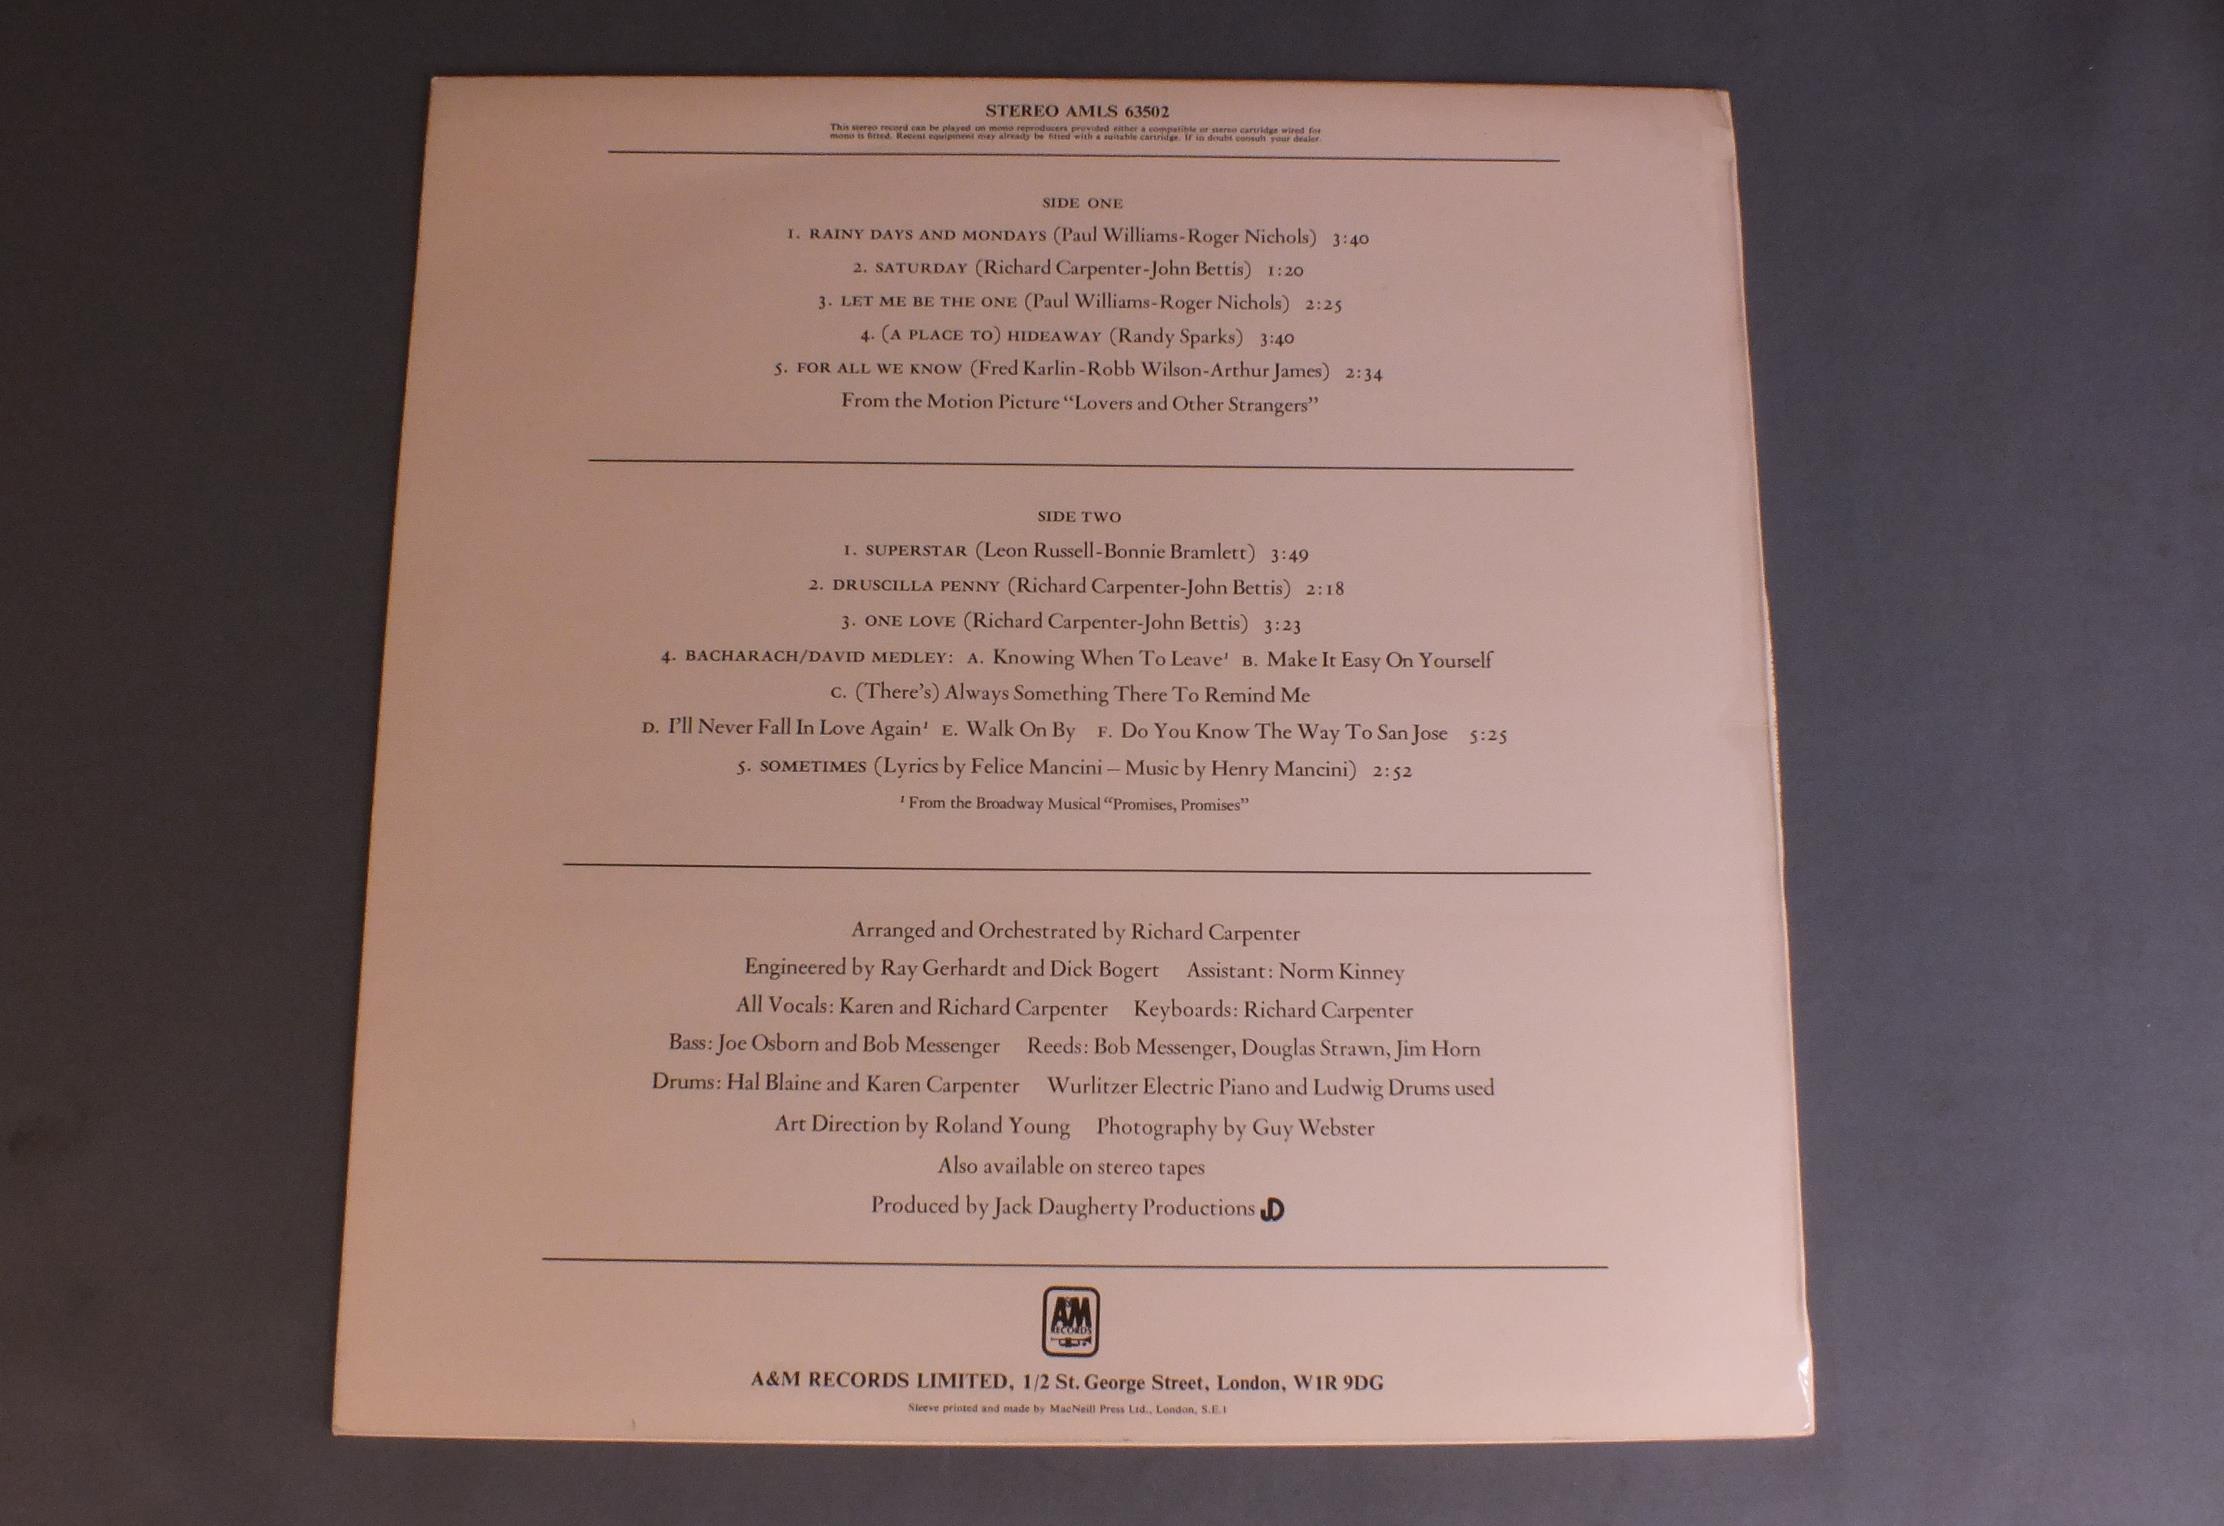 STEREO AMLS 63502
This stereo record can be played on mono reproducers provided either a compatible or stereo cartridge wired for
mono is fitted. Recent equipment may already be fitted with a suitable cartridge. If in doubt consult your dealer.
SIDE ONE
1. RAINY DAYS AND MONDAYS (Paul Williams-Roger Nichols) 3:40
2. SATURDAY (Richard Carpenter-John Bettis) 1:20
3. LET ME BE THE ONE (Paul Williams-Roger Nichols) 2:25
4. (A PLACE TO) HIDEAWAY (Randy Sparks) 3:40
5. FOR ALL WE KNOW (Fred Karlin-Robb Wilson-Arthur James) 2:34
From the Motion Picture “Lovers and Other Strangers”
SIDE TWO
1. SUPERSTAR (Leon Russell-Bonnie Bramlett) 3:49
2. DRUSCILLA PENNY (Richard Carpenter-John Bettis) 2:18
3. ONE LOVE (Richard Carpenter-John Bettis) 3:23
4. BACHARACH/DAVID MEDLEY: A. Knowing When To Leave¹ B. Make It Easy On Yourself
C. (There’s) Always Something There To Remind Me
D. I’ll Never Fall In Love Again¹ E. Walk On By F. Do You Know The Way To San Jose 5:25
5. SOMETIMES (Lyrics by Felice Mancini – Music by Henry Mancini) 2:52
¹ From the Broadway Musical “Promises, Promises”
Arranged and Orchestrated by Richard Carpenter
Engineered by Ray Gerhardt and Dick Bogert Assistant: Norm Kinney
All Vocals: Karen and Richard Carpenter Keyboards: Richard Carpenter
Bass: Joe Osborn and Bob Messenger Reeds: Bob Messenger, Douglas Strawn, Jim Horn
Drums: Hal Blaine and Karen Carpenter Wurlitzer Electric Piano and Ludwig Drums used
Art Direction by Roland Young Photography by Guy Webster
Also available on stereo tapes
Produced by Jack Daugherty Productions JD
A&M
RECORDS
A&M RECORDS LIMITED, 1/2 St. George Street, London, W1R 9DG
Sleeve printed and made by MacNeill Press Ltd., London, S.E.1